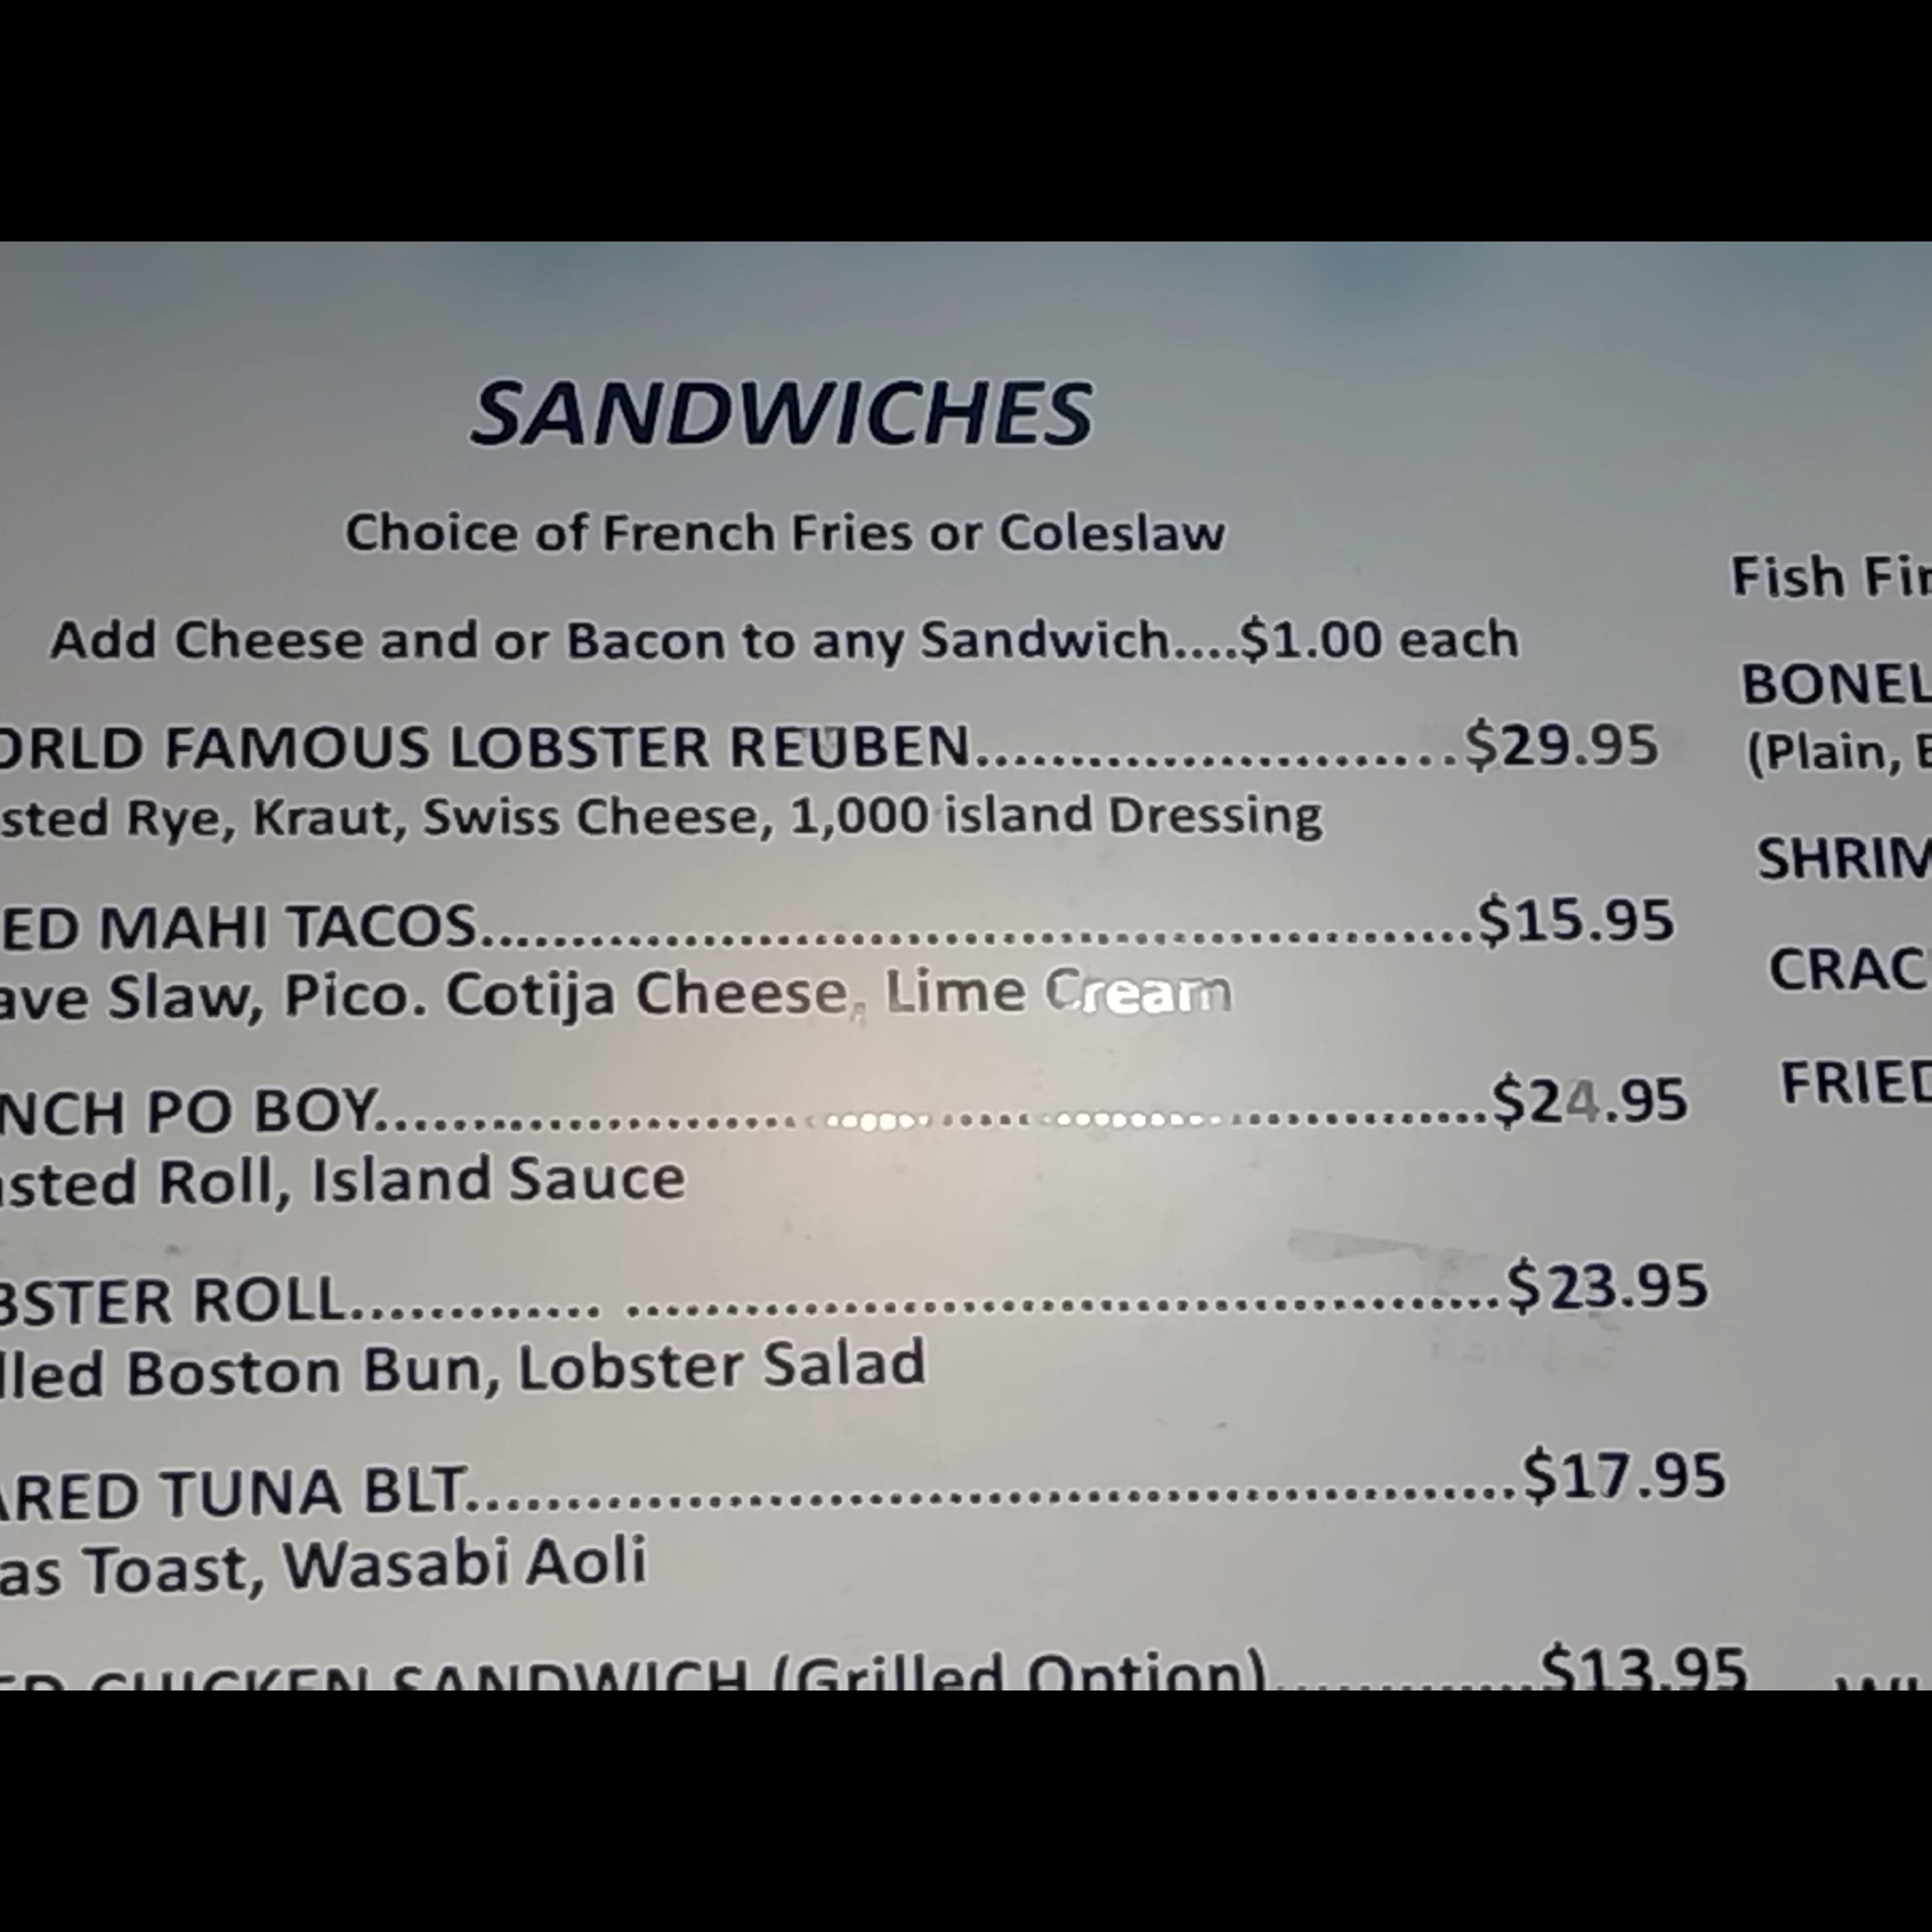 SANDWICHES
Choice of French Fries or Coleslaw
Add Cheese and or Bacon to any Sandwich....$1.00 each
ORLD FAMOUS LOBSTER REUBEN..............................$29.95
sted Rye, Kraut, Swiss Cheese, 1,000 island Dressing
ED MAHI TACOS..............................................................$15.95
ave Slaw, Pico. Cotija Cheese, Lime Cream
NCH PO BOY......................................................................$24.95
sted Roll, Island Sauce
BSTER ROLL............. ......................................................$23.95
lled Boston Bun, Lobster Salad
ARED TUNA BLT.................................................................$17.95
as Toast, Wasabi Aoli
ED CHICKEN SANDWICH (Grilled Option)................$13.95
Fish Fin
BONEL
(Plain, B
SHRIM
CRAC
FRIED